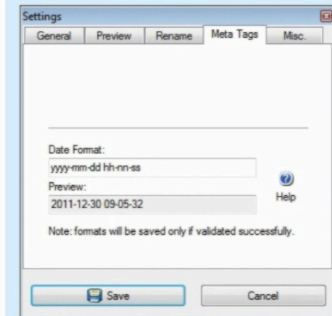 Settings
General Preview Rename Meta Tags Misc.
Date Format:
yyyy-mm-dd hh-nn-ss
Preview:
2011-12-30 09-05-32
Help
Note: formats will be saved only if validated successfully.
Save Cancel